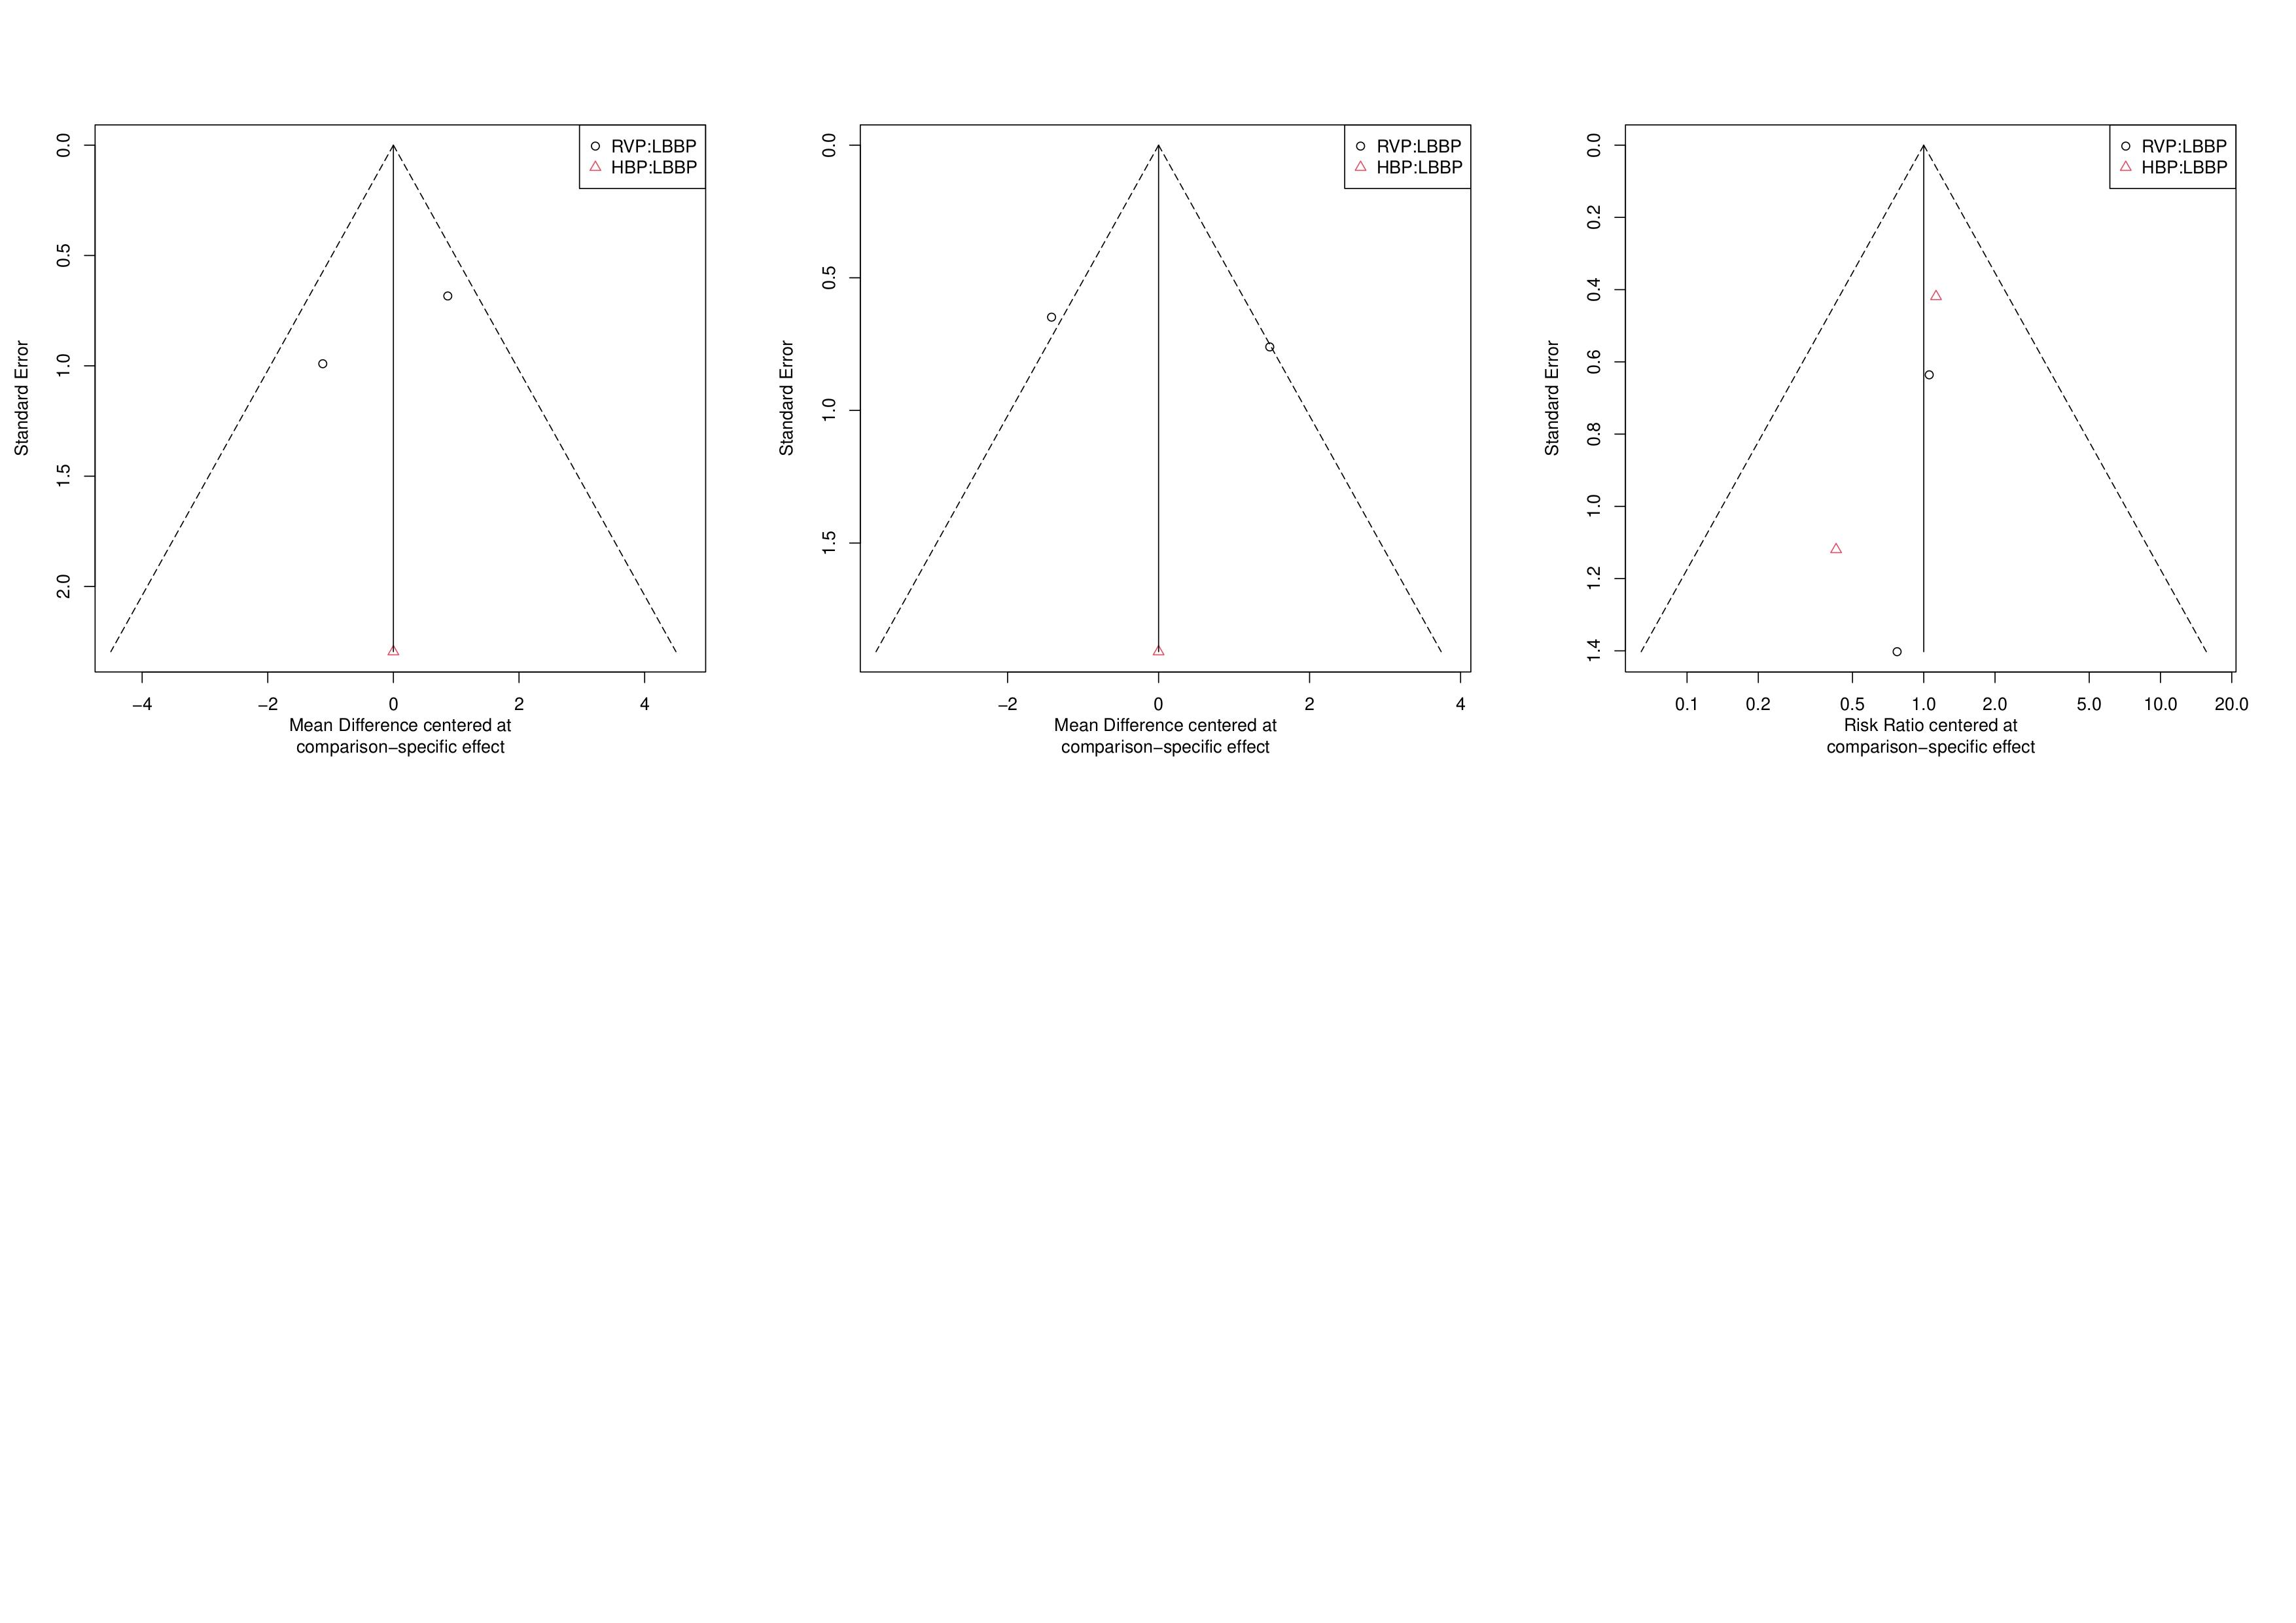 RVP:LBBP
HBP:LBBP
0.0
0.5
1.0
1.5
2.0
Standard Error
−4
−2
0
2
4
Mean Difference centered at
comparison−specific effect
RVP:LBBP
HBP:LBBP
0.0
0.5
1.0
1.5
Standard Error
−2
0
2
4
Mean Difference centered at
comparison−specific effect
RVP:LBBP
HBP:LBBP
0.0
0.2
0.4
0.6
0.8
1.0
1.2
1.4
Standard Error
0.1
0.2
0.5
1.0
2.0
5.0
10.0
20.0
Risk Ratio centered at
comparison−specific effect